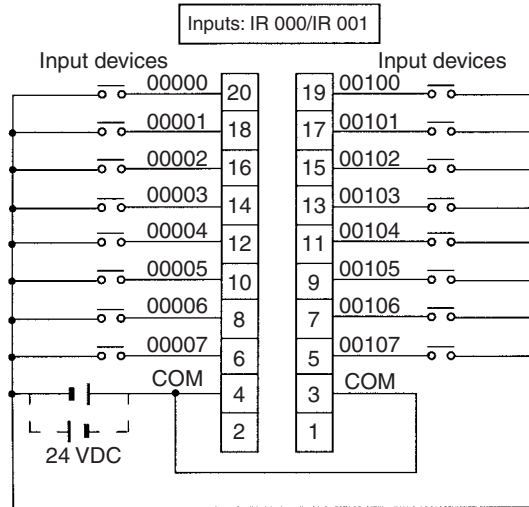 Inputs: IR 000/IR 001
Input devices Input devices
00000 20 19 00100
00001 18 17 00101
00002 16 15 00102
00003 14 13 00103
00004 12 11 00104
00005 10 9 00105
00006 8 7 00106
00007 6 5 00107
COM 4 3 COM
2 1
24 VDC